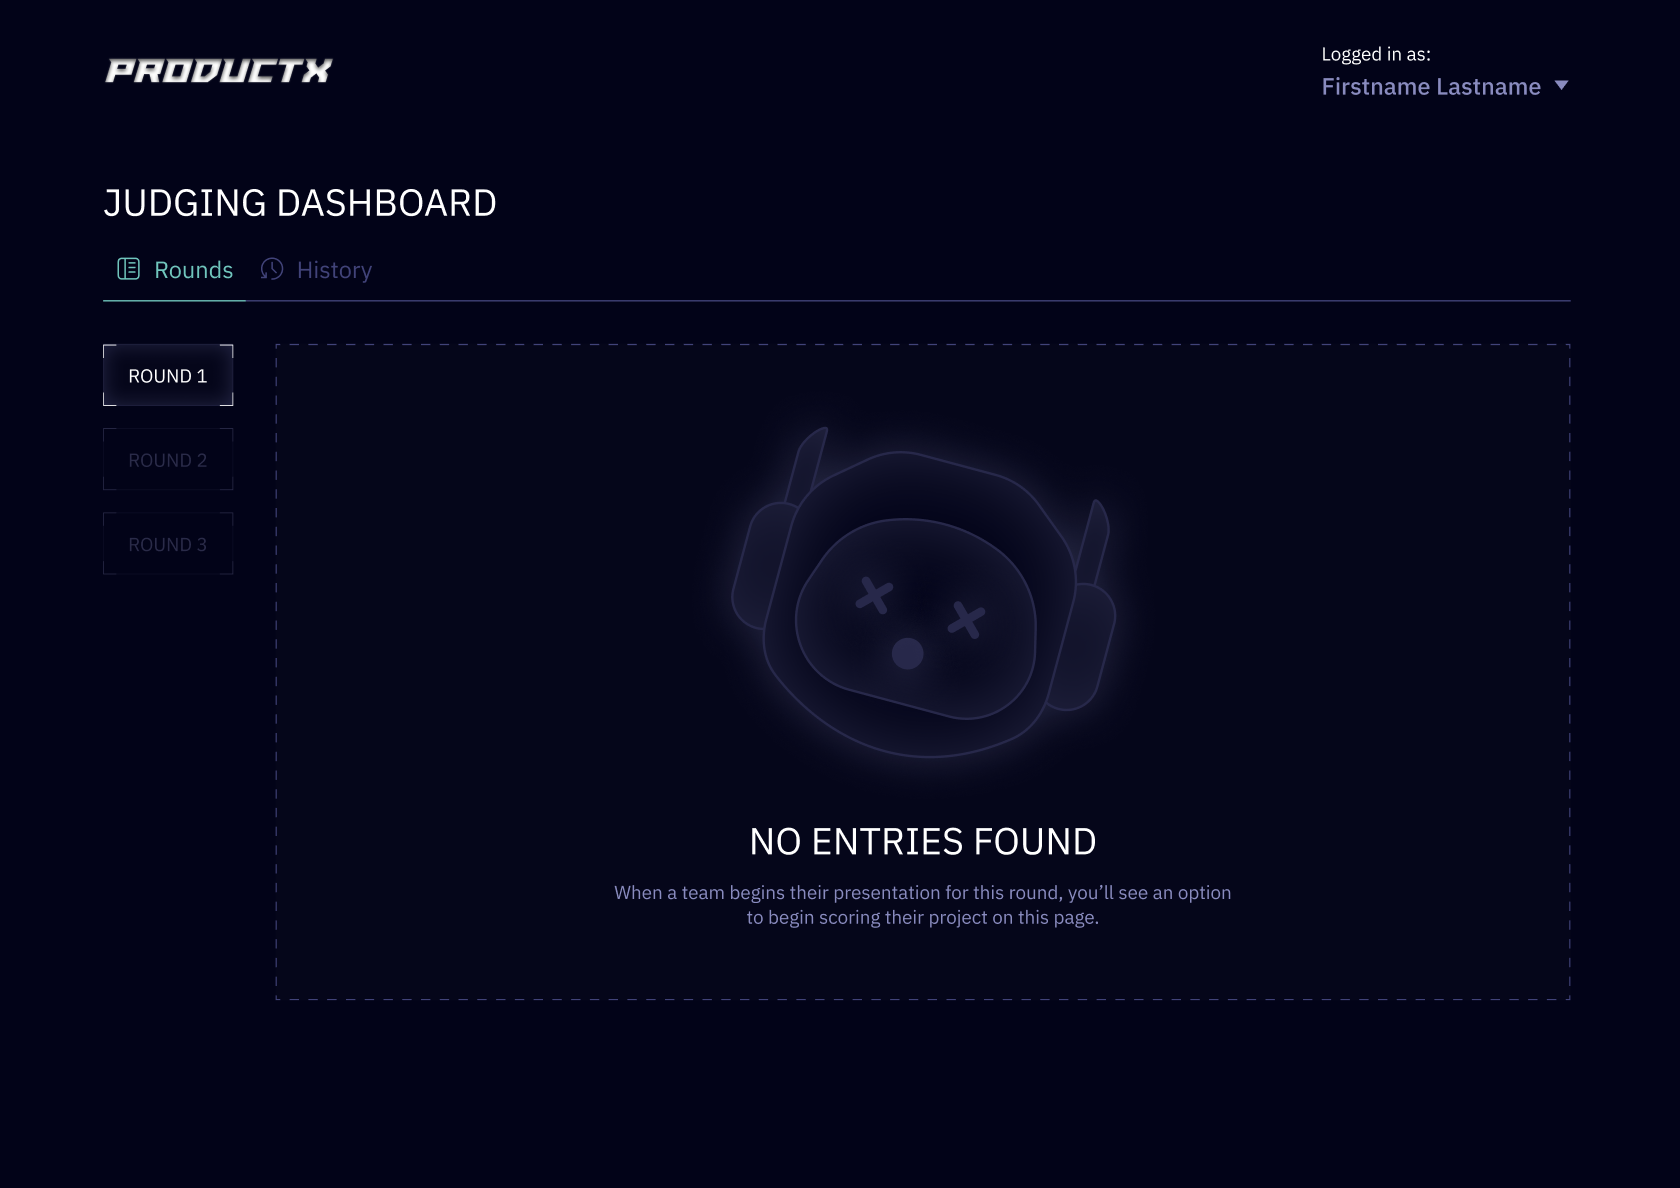 PRODUCTX
Logged in as:
Firstname Lastname
JUDGING DASHBOARD
Rounds
History
ROUND 1
ROUND 2
ROUND 3
NO ENTRIES FOUND
When a team begins their presentation for this round, you’ll see an option
to begin scoring their project on this page.